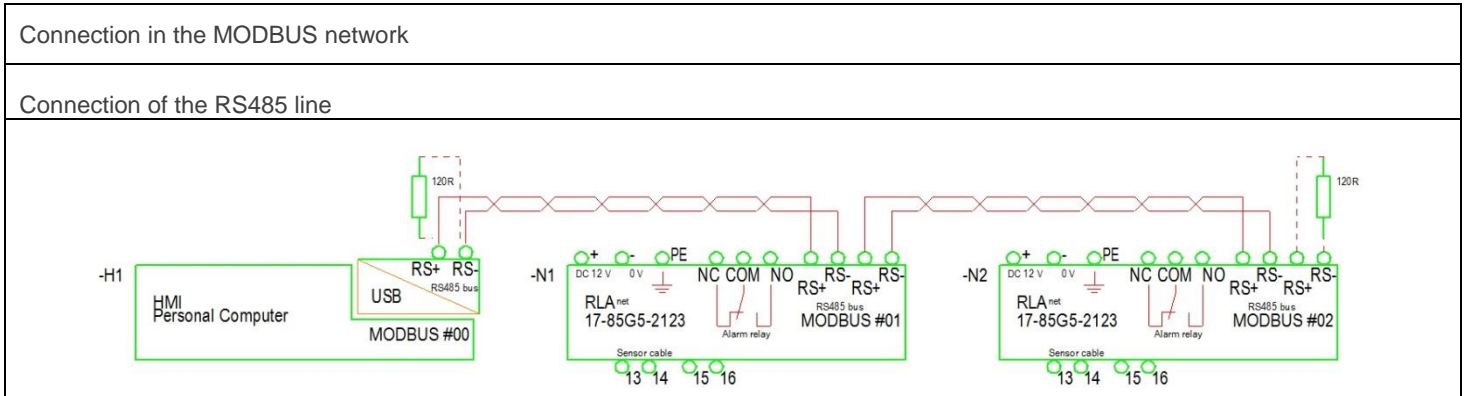 Connection in the MODBUS network
Connection of the RS485 line
120R
120R
-H1
HMI
Personal Computer
USB
RS+ RS-
RS485 bus
MODBUS #00
-N1
+ - PE
DC 12 V 0 V
NC COM NO
RS+ RS- RS+ RS-
RS485 bus
RLA net
17-85G5-2123
MODBUS #01
Alarm relay
Sensor cable
13 14 15 16
-N2
+ - PE
DC 12 V 0 V
NC COM NO
RS+ RS- RS+ RS-
RS485 bus
RLA net
17-85G5-2123
MODBUS #02
Alarm relay
Sensor cable
13 14 15 16